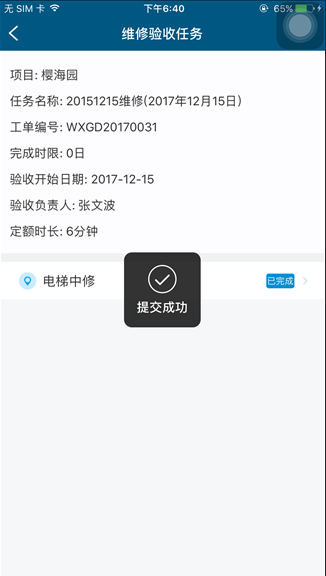 无 SIM 卡 下午6:40 65%
维修验收任务
项目: 樱海园
任务名称: 20151215维修(2017年12月15日)
工单编号: WXGD20170031
完成时限: 0日
验收开始日期: 2017-12-15
验收负责人: 张文波
定额时长: 6分钟
电梯中修 已完成
提交成功